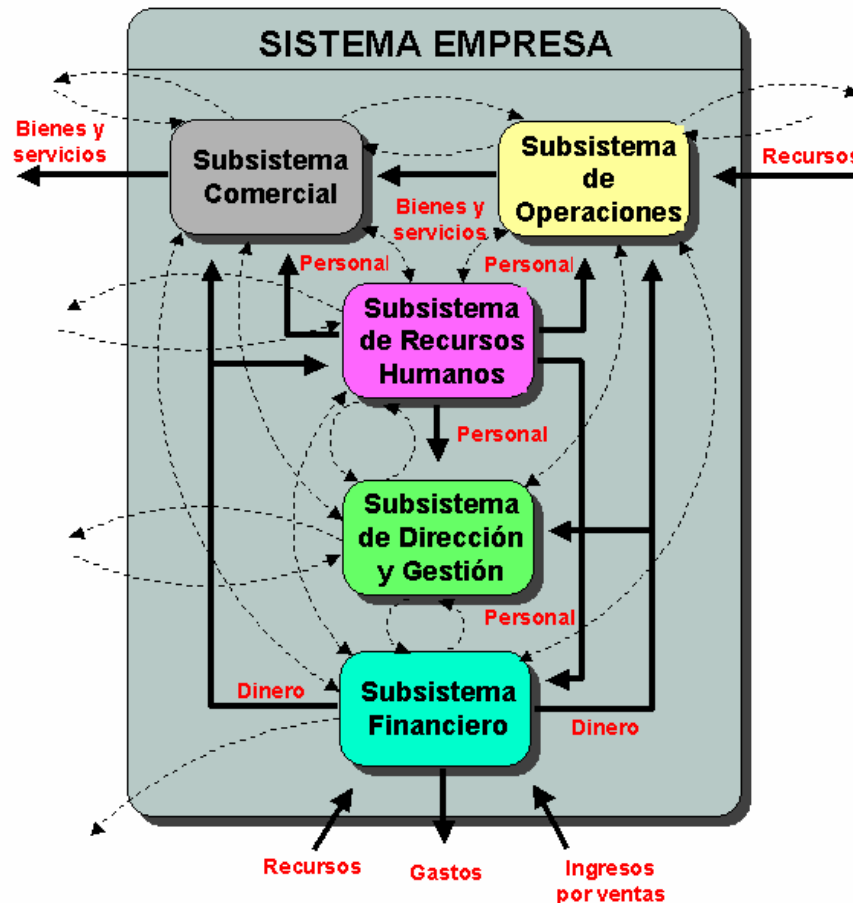 SISTEMA EMPRESA
Bienes y
servicios
Subsistema
Comercial
Subsistema
de
Operaciones
Recursos
Bienes y
servicios
Personal
Personal
Subsistema
de Recursos
Humanos
Personal
Subsistema
de Dirección
y Gestión
Personal
Dinero
Subsistema
Financiero
Dinero
Recursos
Gastos
Ingresos
por ventas